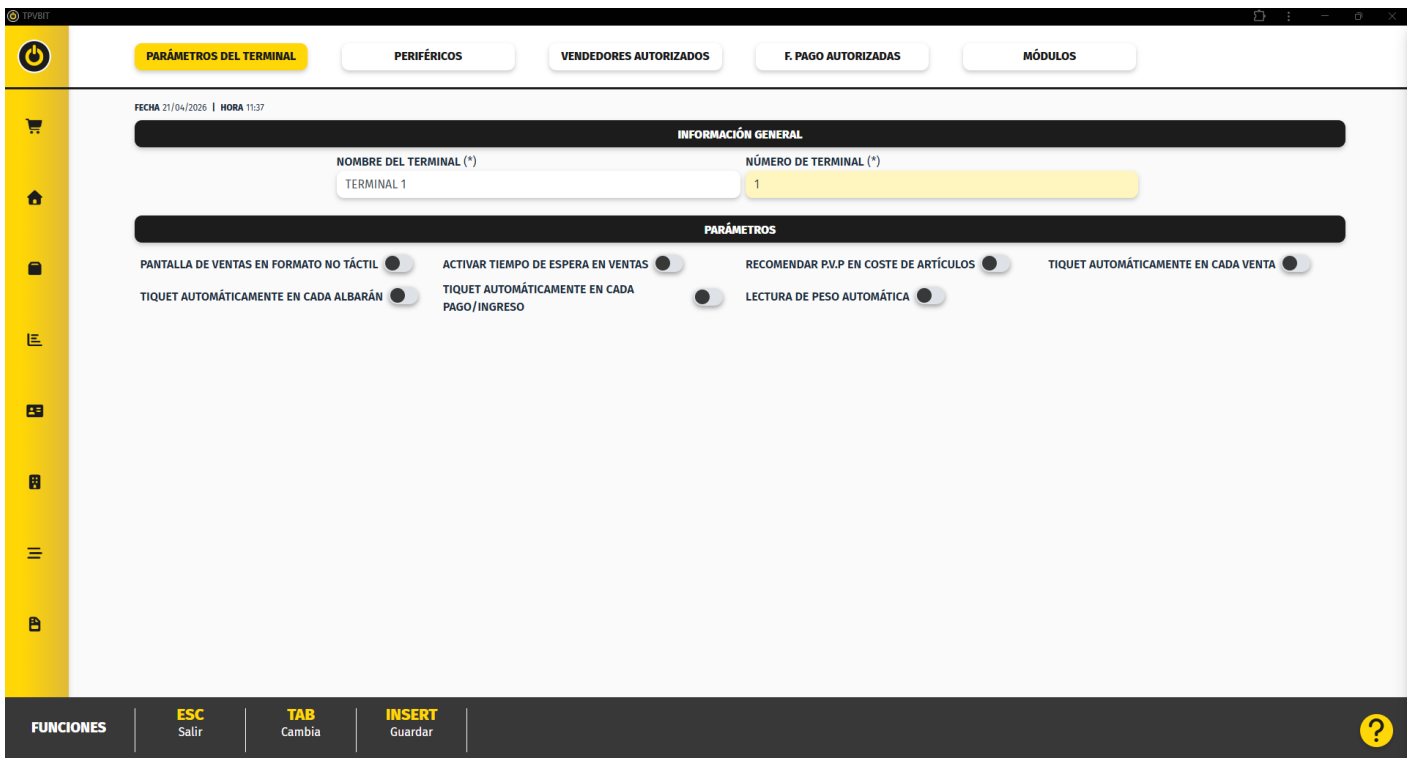 TPVBIT
PARÁMETROS DEL TERMINAL
PERIFÉRICOS
VENDEDORES AUTORIZADOS
F. PAGO AUTORIZADAS
MÓDULOS
FECHA 21/04/2026 | HORA 11:37
INFORMACIÓN GENERAL
NOMBRE DEL TERMINAL (*)
NÚMERO DE TERMINAL (*)
TERMINAL 1
1
PARÁMETROS
PANTALLA DE VENTAS EN FORMATO NO TÁCTIL
ACTIVAR TIEMPO DE ESPERA EN VENTAS
RECOMENDAR P.V.P EN COSTE DE ARTÍCULOS
TIQUET AUTOMÁTICAMENTE EN CADA VENTA
TIQUET AUTOMÁTICAMENTE EN CADA ALBARÁN
TIQUET AUTOMÁTICAMENTE EN CADA
PAGO/INGRESO
LECTURA DE PESO AUTOMÁTICA
FUNCIONES
ESC
Salir
TAB
Cambia
INSERT
Guardar
?